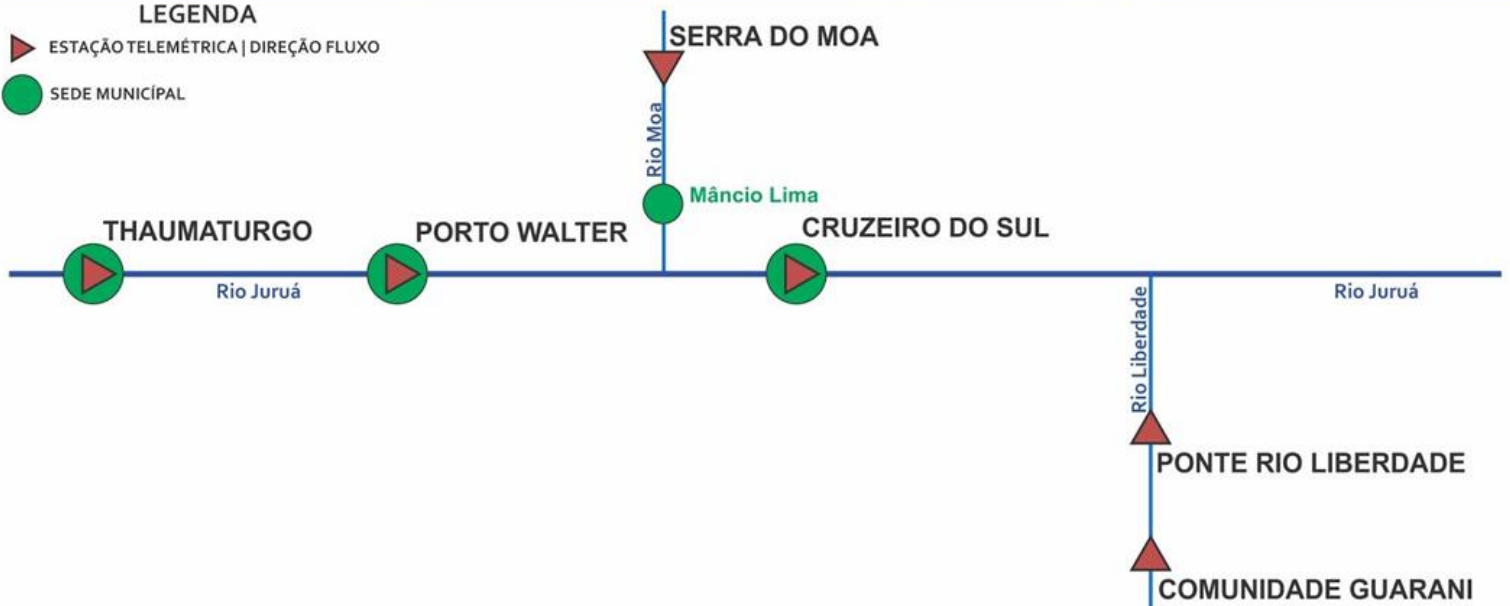 LEGENDA
ESTAÇÃO TELEMÉTRICA | DIREÇÃO FLUXO
SEDE MUNICÍPAL
SERRA DO MOA
Rio Moa
Mâncio Lima
THAUMATURGO
PORTO WALTER
CRUZEIRO DO SUL
Rio Juruá
Rio Juruá
Rio Liberdade
PONTE RIO LIBERDADE
COMUNIDADE GUARANI